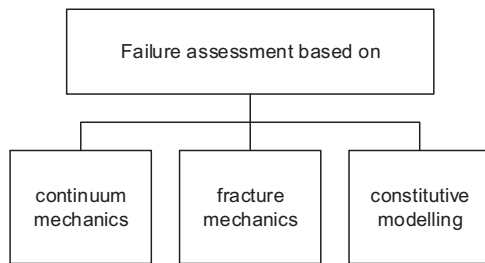 Failure assessment based on
continuum
mechanics
fracture
mechanics
constitutive
modelling